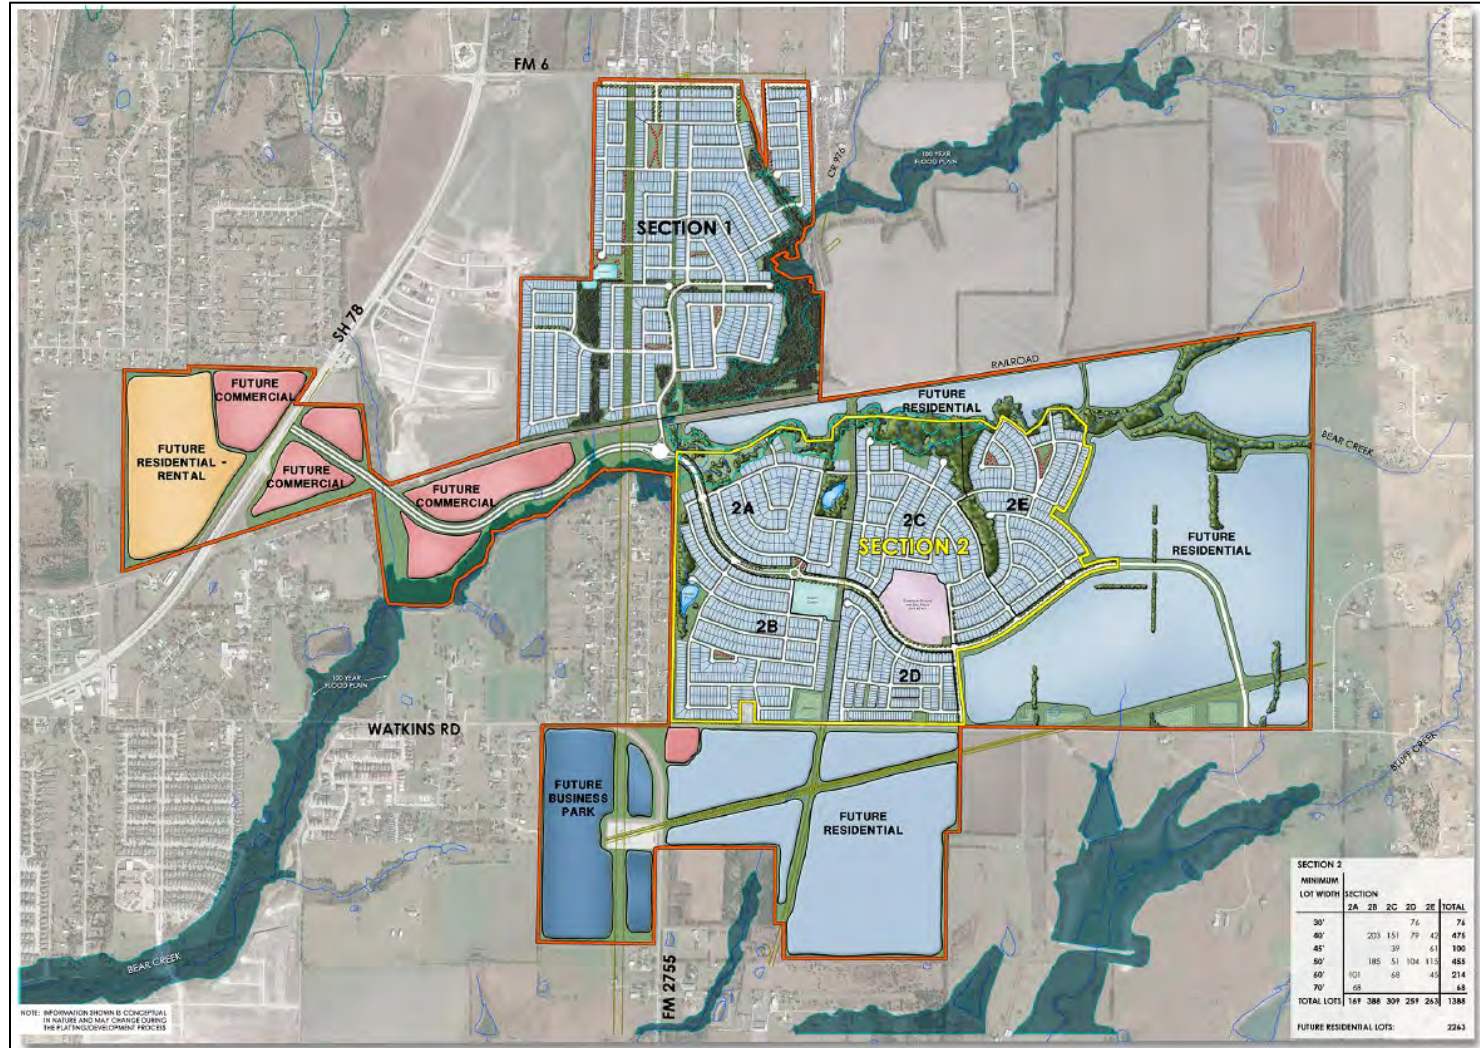 FM 6
100 YEAR
FLOOD PLAIN
CR 976
SECTION 1
SH 78
RAILROAD
FUTURE
COMMERCIAL
FUTURE
RESIDENTIAL
FUTURE
RESIDENTIAL -
RENTAL
FUTURE
COMMERCIAL
FUTURE
COMMERCIAL
BEAR CREEK
2A
2C
2E
SECTION 2
FUTURE
RESIDENTIAL
2B
2D
100 YEAR
FLOOD PLAIN
WATKINS RD
BLUFF CREEK
FUTURE
BUSINESS
PARK
FUTURE
RESIDENTIAL
BEAR CREEK
FM 2755
SECTION 2
MINIMUM
LOT WIDTH SECTION
2A 2B 2C 2D 2E TOTAL
30' 76 76
40' 203 151 79 42 475
45' 39 61 100
50' 185 51 104 115 455
60' 101 68 45 214
70' 68 68
TOTAL LOTS 169 388 309 259 263 1388
FUTURE RESIDENTIAL LOTS: 2263
NOTE: INFORMATION SHOWN IS CONCEPTUAL
IN NATURE AND MAY CHANGE DURING
THE PLATTING/DEVELOPMENT PROCESS